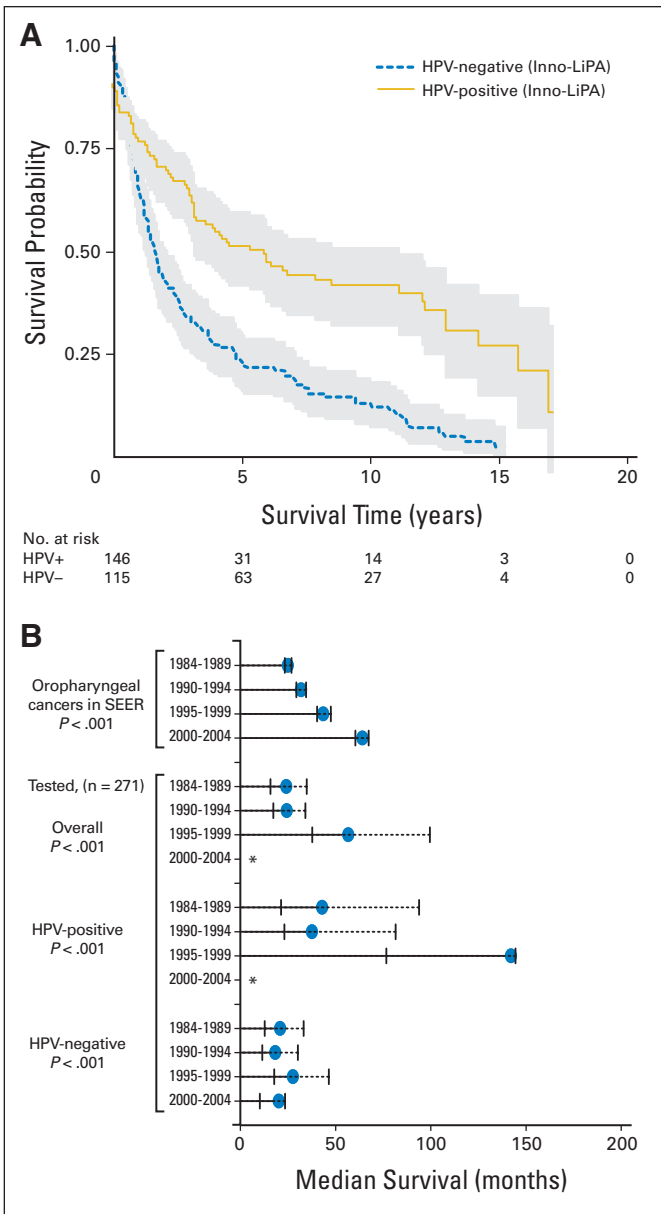 A
1.00
0.75
0.50
0.25
0
5
10
15
20
Survival Probability
HPV-negative (Inno-LiPA)
HPV-positive (Inno-LiPA)
Survival Time (years)
No. at risk
HPV+ 146 31 14 3 0
HPV– 115 63 27 4 0
B
Oropharyngeal
cancers in SEER
P < .001
1984-1989
1990-1994
1995-1999
2000-2004
Tested, (n = 271)
Overall
P < .001
1984-1989
1990-1994
1995-1999
2000-2004 *
HPV-positive
P < .001
1984-1989
1990-1994
1995-1999
2000-2004 *
HPV-negative
P < .001
1984-1989
1990-1994
1995-1999
2000-2004
0 50 100 150 200
Median Survival (months)